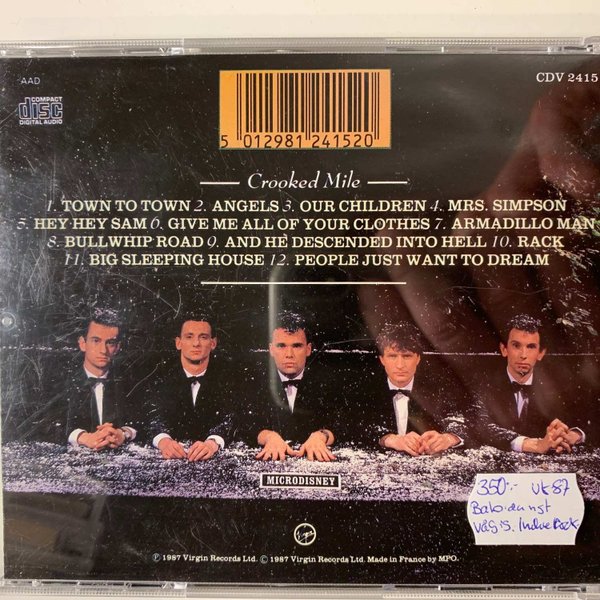 AAD
CDV 2415
COMPACT
disc
DIGITAL AUDIO
5 012981 241520
Crooked Mile
1. TOWN TO TOWN 2. ANGELS 3. OUR CHILDREN 4. MRS. SIMPSON
5. HEY HEY SAM 6. GIVE ME ALL OF YOUR CLOTHES 7. ARMADILLO MAN
8. BULLWHIP ROAD 9. AND HE DESCENDED INTO HELL 10. RACK
11. BIG SLEEPING HOUSE 12. PEOPLE JUST WANT TO DREAM
MICRODISNEY
350:- UK 87
Virgin
℗ 1987 Virgin Records Ltd. © 1987 Virgin Records Ltd. Made in France by MPO.